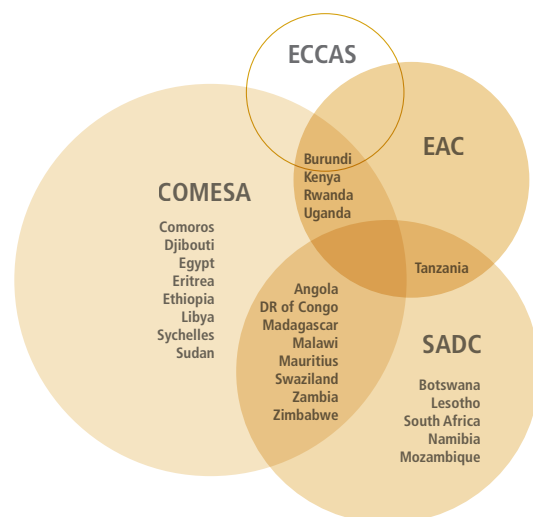 ECCAS
EAC
Burundi
Kenya
Rwanda
Uganda
COMESA
Comoros
Djibouti
Egypt
Eritrea
Ethiopia
Libya
Sychelles
Sudan
Tanzania
Angola
DR of Congo
Madagascar
Malawi
Mauritius
Swaziland
Zambia
Zimbabwe
SADC
Botswana
Lesotho
South Africa
Namibia
Mozambique